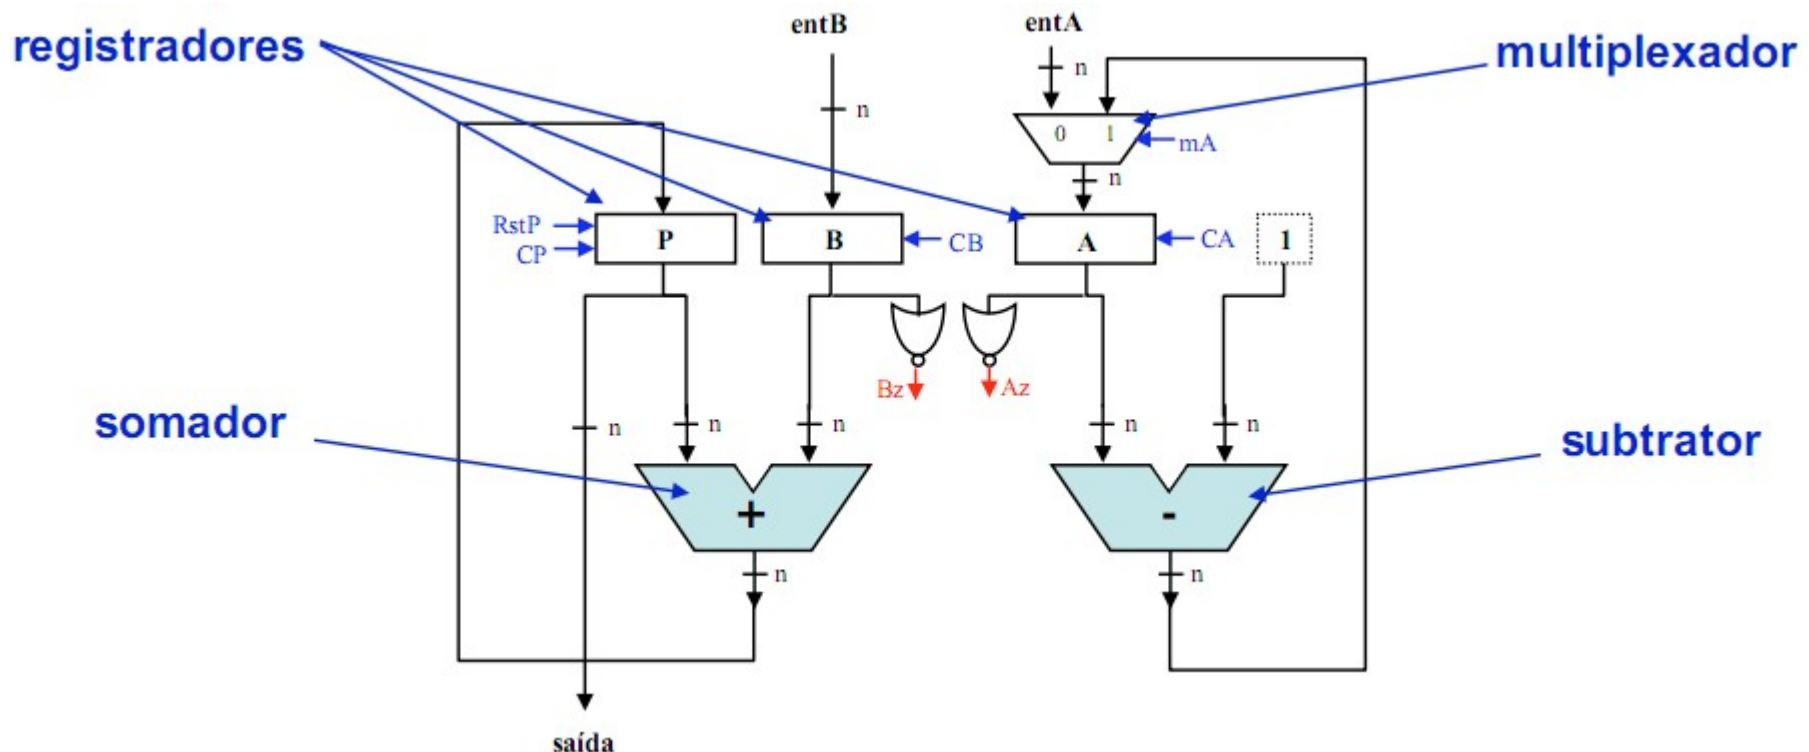 entB
entA
registradores
multiplexador
n
n
0
1
mA
n
RstP
CP
P
B
CB
A
CA
1
Bz
Az
n
n
n
n
n
somador
subtrator
+
-
n
n
saída